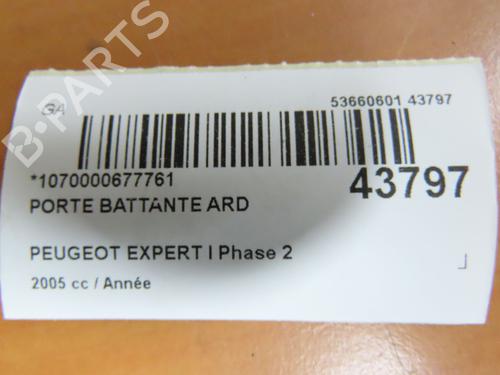 B-PARTS
GA
53660601 43797
*1070000677761
43797
PORTE BATTANTE ARD
PEUGEOT EXPERT I Phase 2
2005 cc / Année